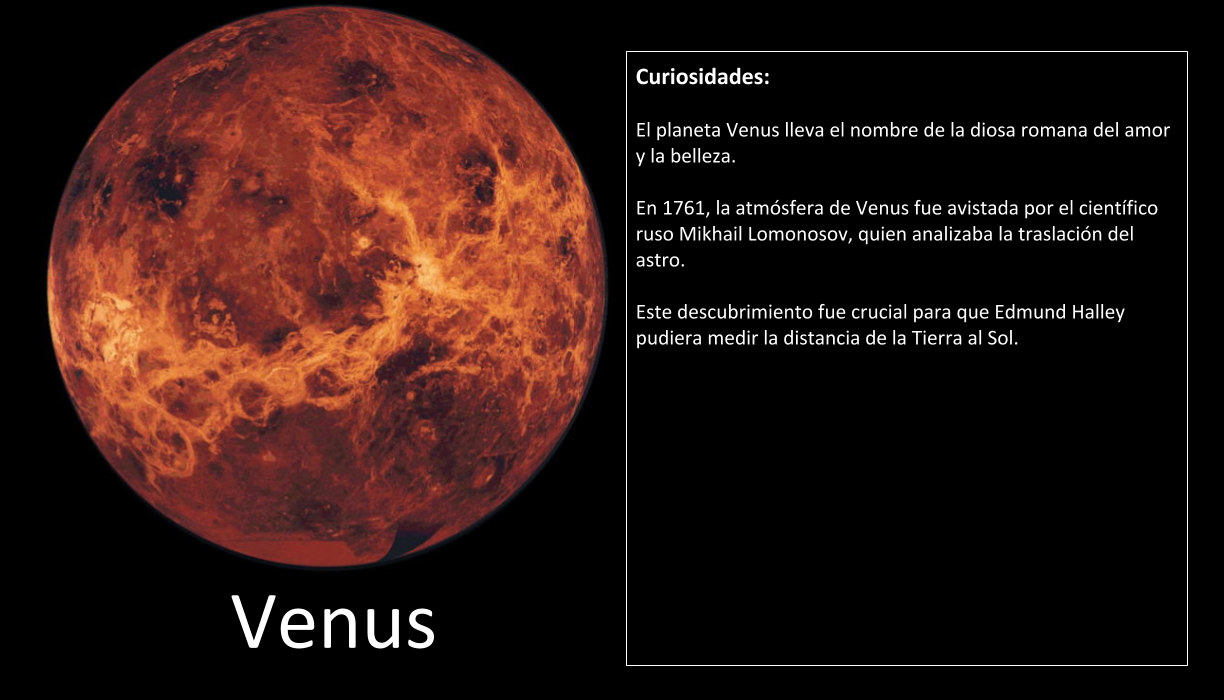 Curiosidades:
El planeta Venus lleva el nombre de la diosa romana del amor
y la belleza.
En 1761, la atmósfera de Venus fue avistada por el científico
ruso Mikhail Lomonosov, quien analizaba la traslación del
astro.
Este descubrimiento fue crucial para que Edmund Halley
pudiera medir la distancia de la Tierra al Sol.
Venus